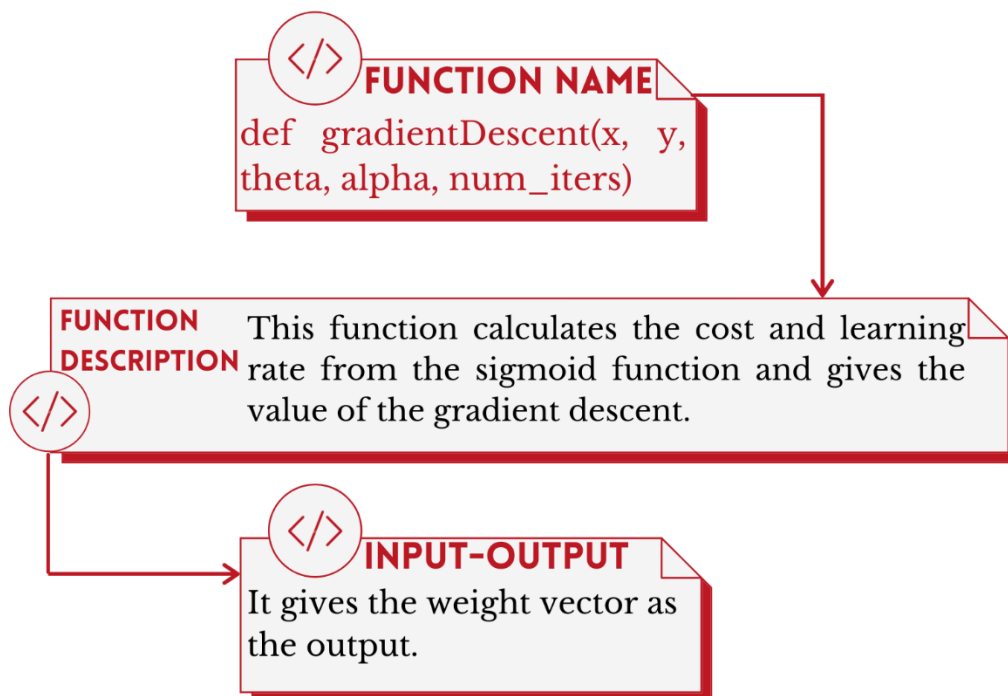 </>
FUNCTION NAME
def gradientDescent(x, y,
theta, alpha, num_iters)
FUNCTION
DESCRIPTION
</>
This function calculates the cost and learning
rate from the sigmoid function and gives the
value of the gradient descent.
</>
INPUT-OUTPUT
It gives the weight vector as
the output.